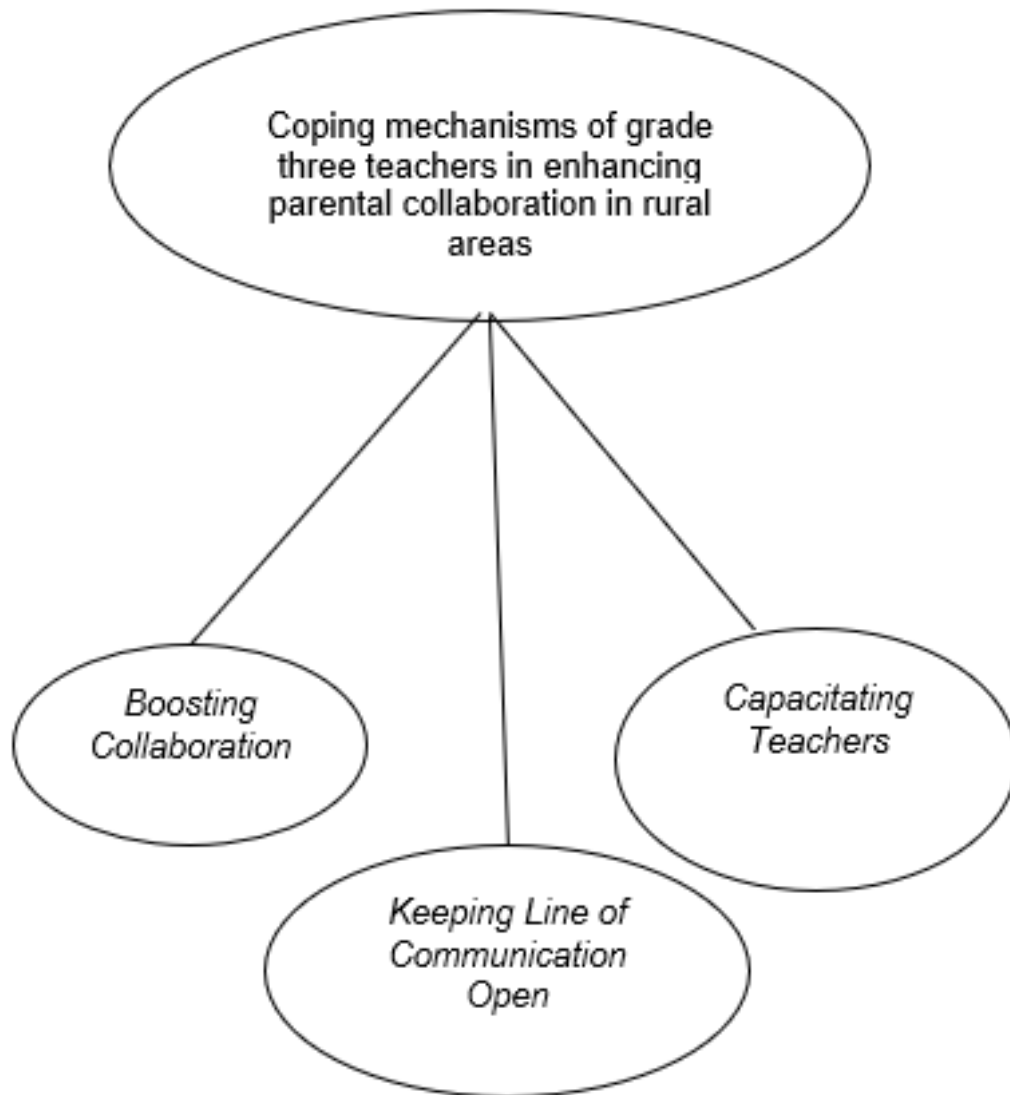 Coping mechanisms of grade
three teachers in enhancing
parental collaboration in rural
areas
Boosting
Collaboration
Capacitating
Teachers
Keeping Line of
Communication
Open